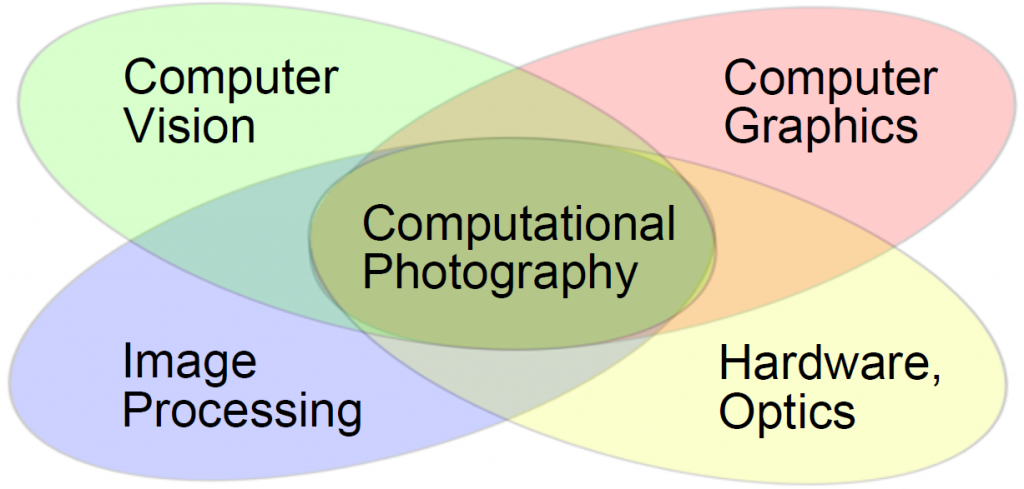 Computer
Vision
Computer
Graphics
Computational
Photography
Image
Processing
Hardware,
Optics